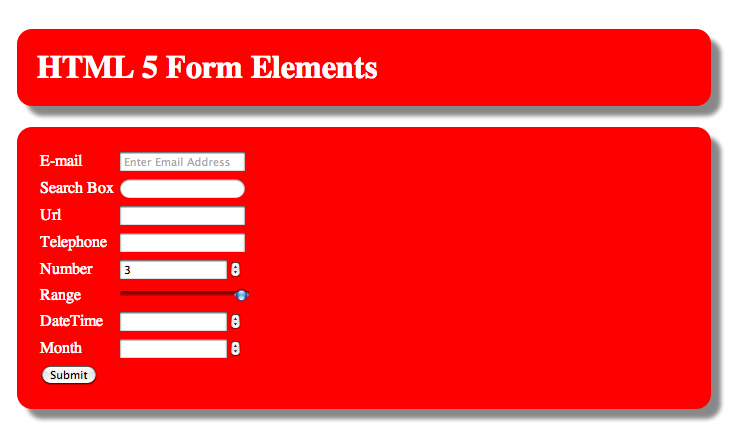 HTML 5 Form Elements
E-mail Enter Email Address
Search Box
Url
Telephone
Number 3
Range
DateTime
Month
Submit